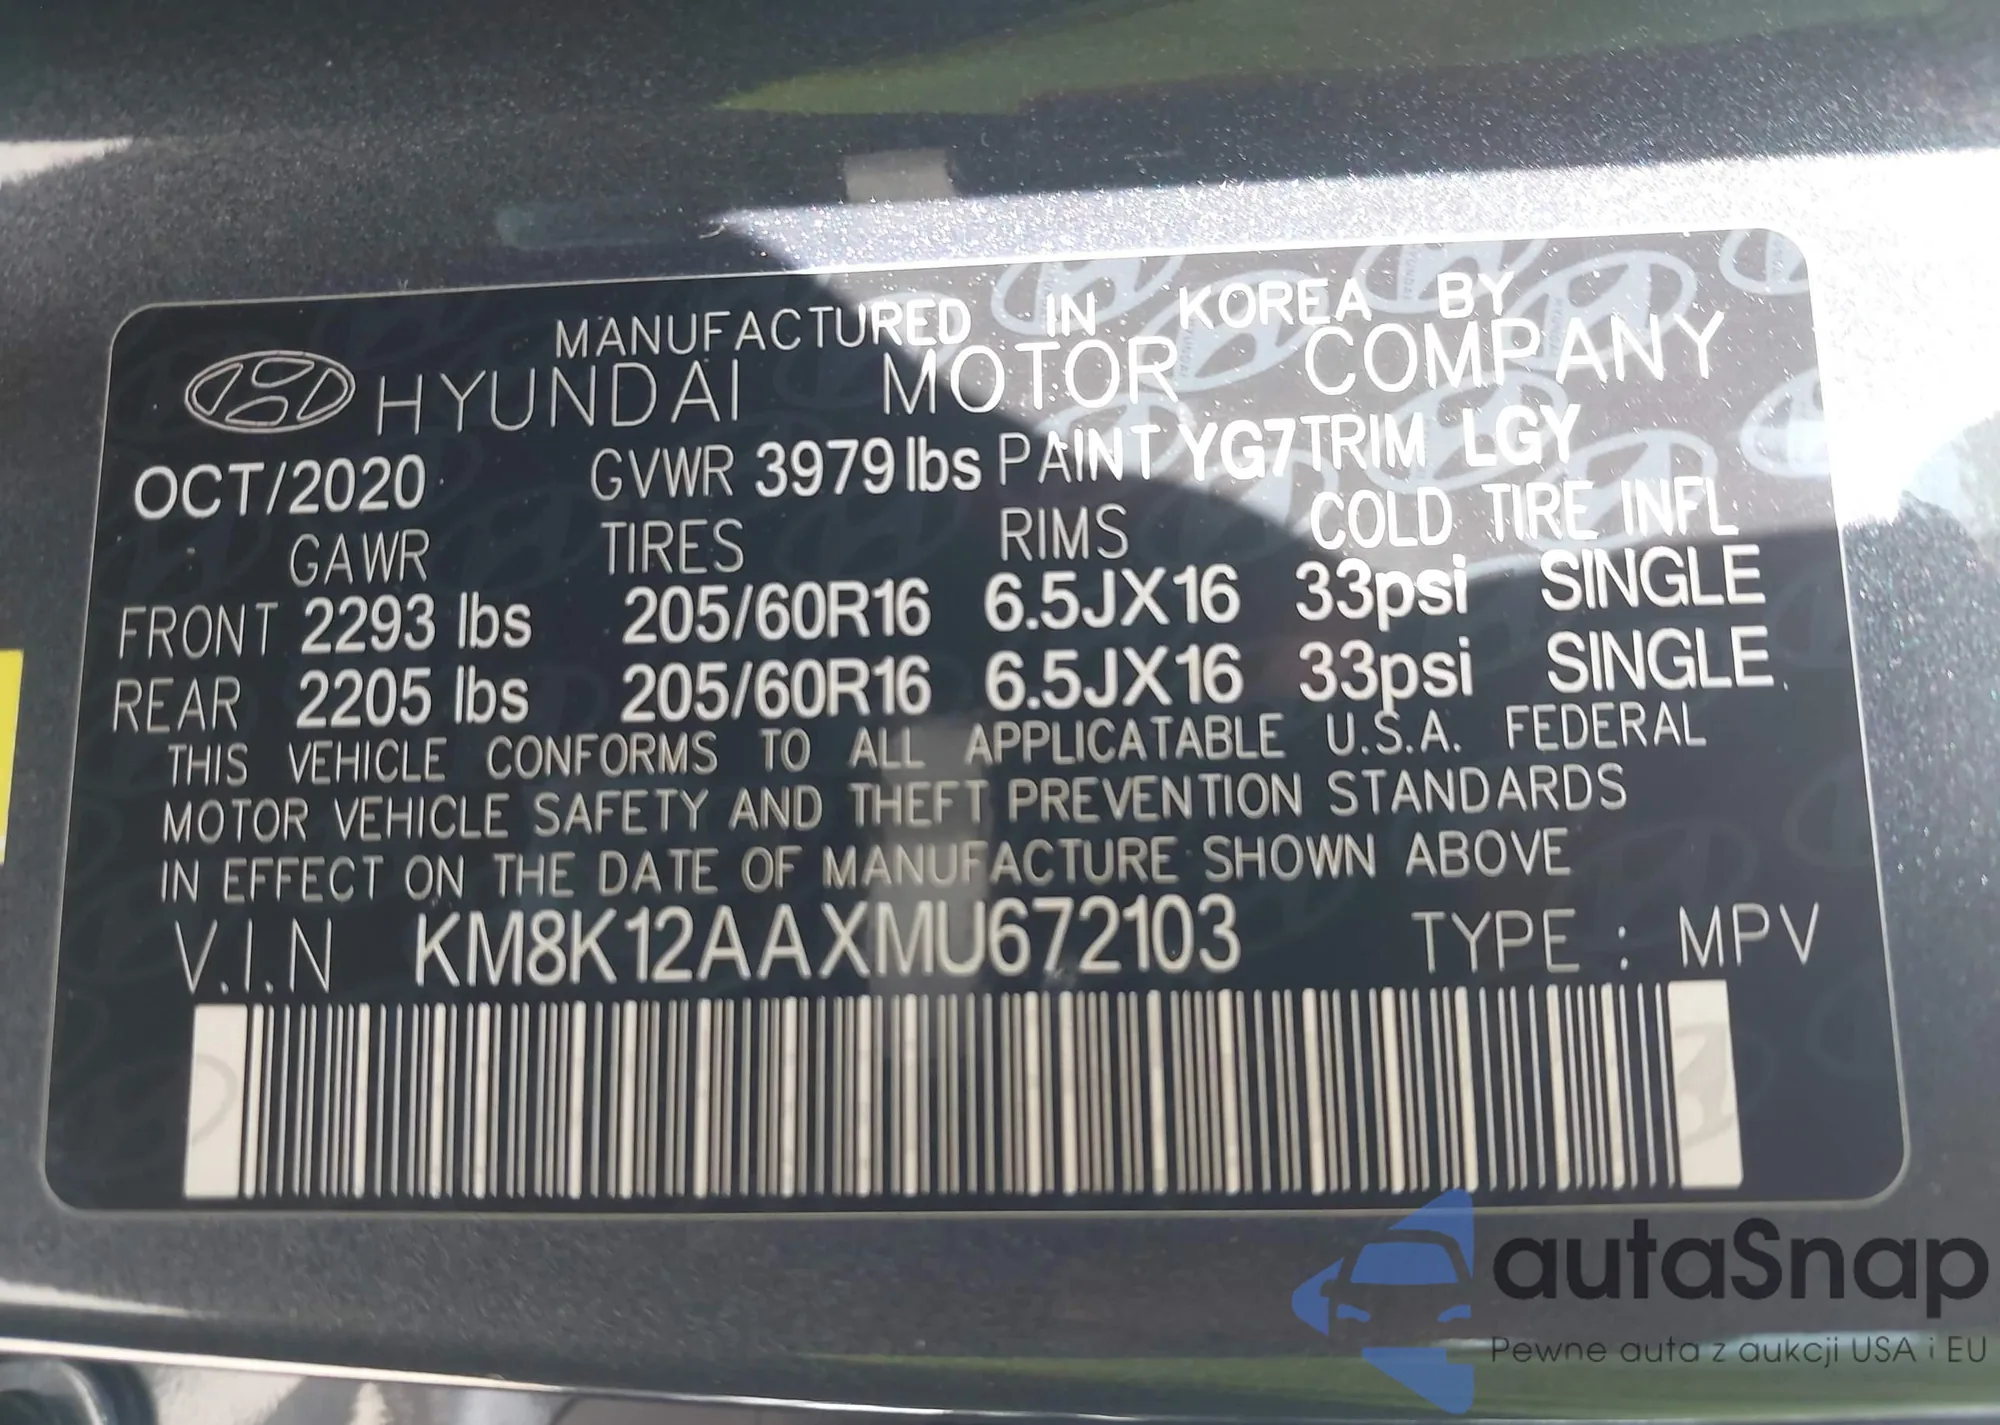 MANUFACTURED IN KOREA BY
HYUNDAI MOTOR COMPANY
OCT/2020 GVWR 3979 lbs PAINT YG7 TRIM LGY
GAWR TIRES RIMS COLD TIRE INFL
FRONT 2293 lbs 205/60R16 6.5JX16 33psi SINGLE
REAR 2205 lbs 205/60R16 6.5JX16 33psi SINGLE
THIS VEHICLE CONFORMS TO ALL APPLICATABLE U.S.A. FEDERAL
MOTOR VEHICLE SAFETY AND THEFT PREVENTION STANDARDS
IN EFFECT ON THE DATE OF MANUFACTURE SHOWN ABOVE
V.I.N KM8K12AAXMU672103 TYPE : MPV
autaSnap
Pewne auta z aukcji USA i EU